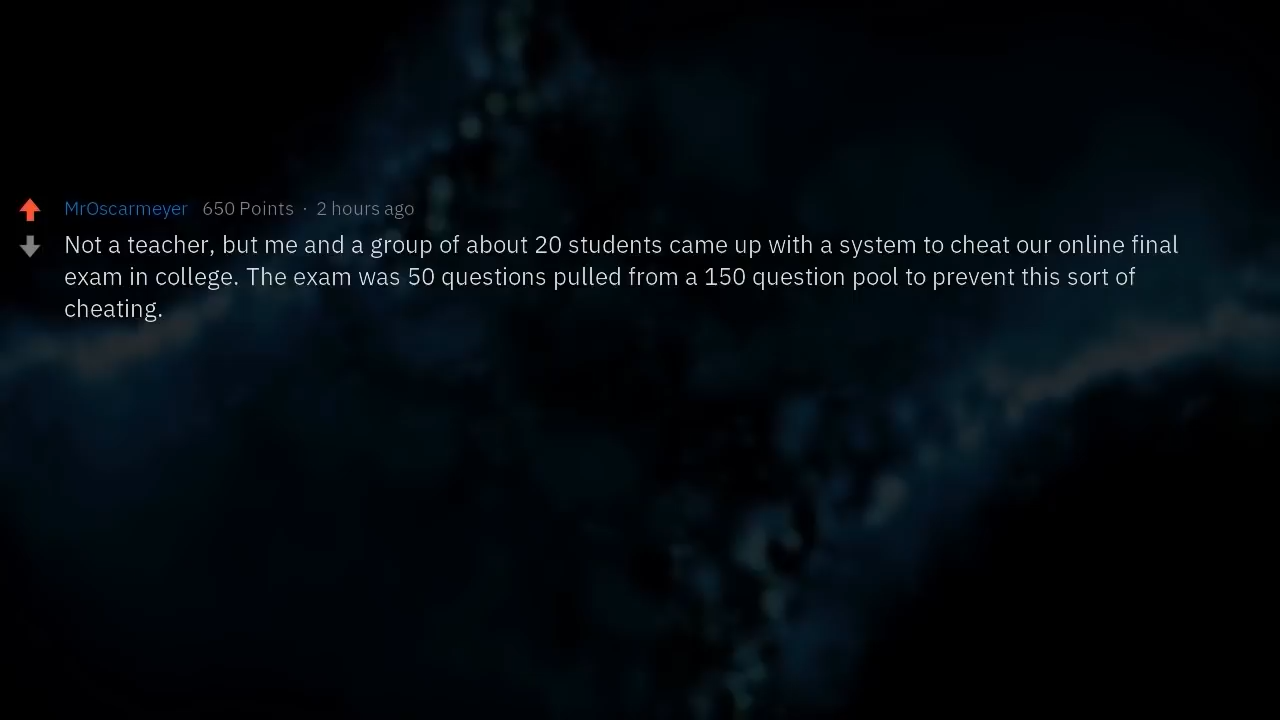 MrOscarmeyer 650 Points · 2 hours ago
Not a teacher, but me and a group of about 20 students came up with a system to cheat our online final
exam in college. The exam was 50 questions pulled from a 150 question pool to prevent this sort of
cheating.